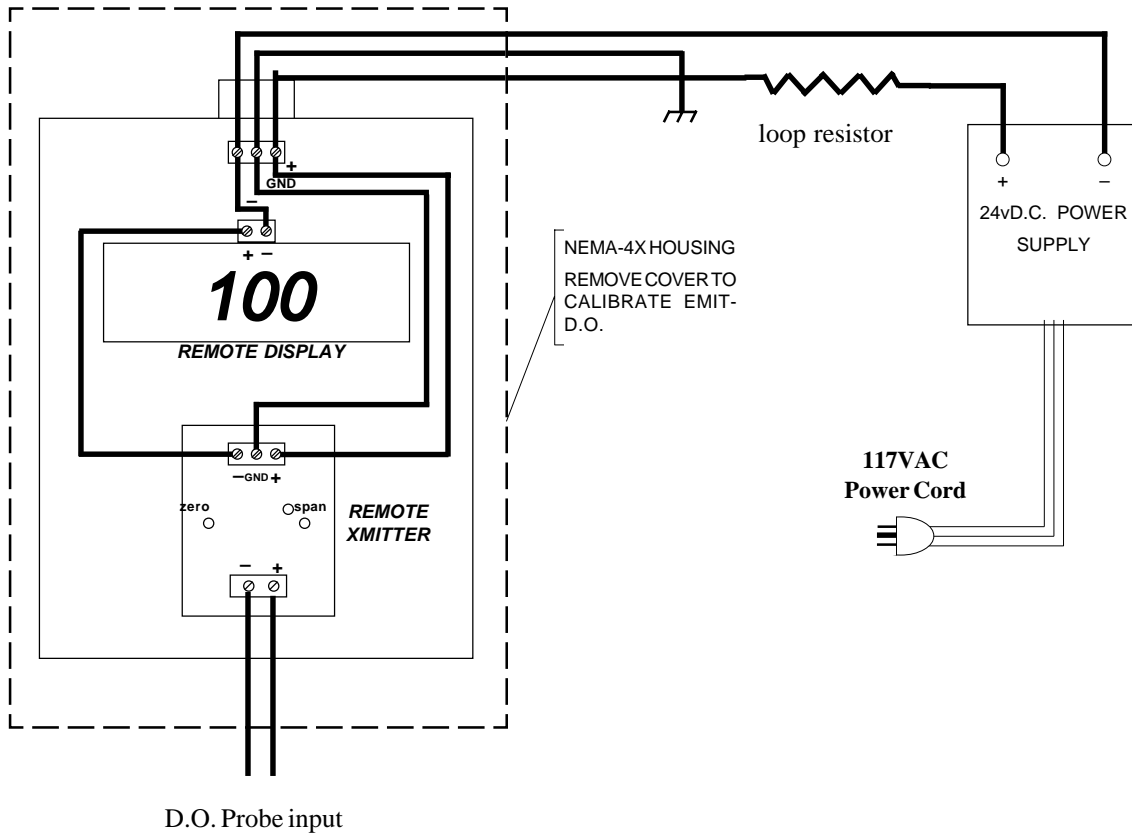 loop resistor
+
GND
−
+ −
100
REMOTE DISPLAY
NEMA-4X HOUSING
REMOVE COVER TO
CALIBRATE EMIT-
D.O.
+ −
24vD.C. POWER
SUPPLY
− GND +
zero
span
REMOTE
XMITTER
− +
117VAC
Power Cord
D.O. Probe input